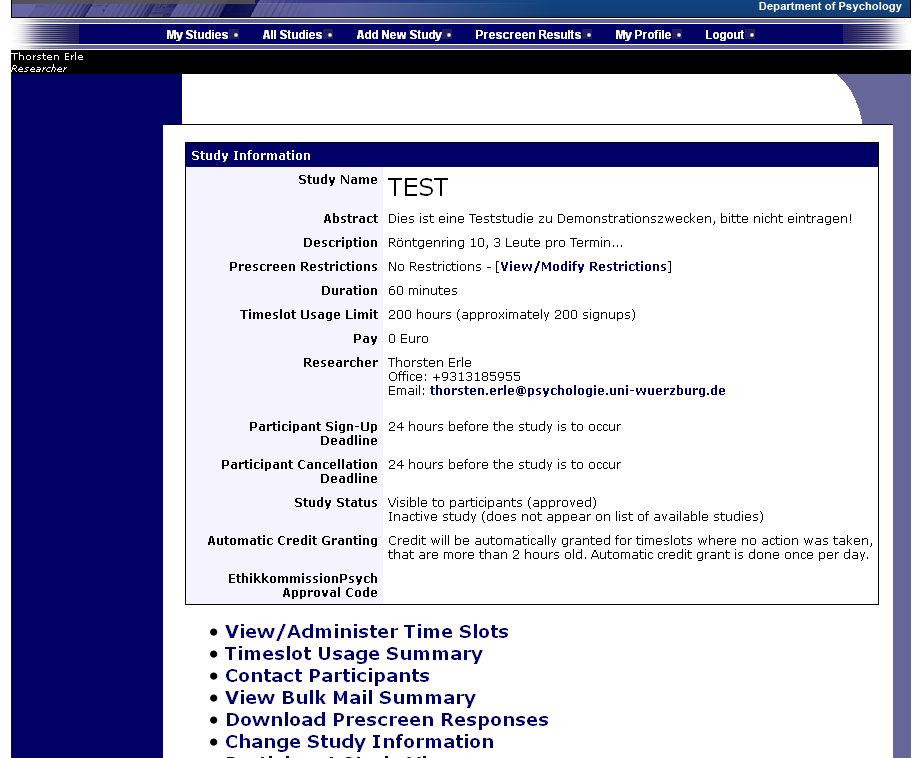 Department of Psychology
My Studies All Studies Add New Study Prescreen Results My Profile Logout
Thorsten Erle
Researcher
Study Information
Study Name TEST
Abstract Dies ist eine Teststudie zu Demonstrationszwecken, bitte nicht eintragen!
Description Röntgenring 10, 3 Leute pro Termin...
Prescreen Restrictions No Restrictions - [View/Modify Restrictions]
Duration 60 minutes
Timeslot Usage Limit 200 hours (approximately 200 signups)
Pay 0 Euro
Researcher Thorsten Erle
Office: +9313185955
Email: thorsten.erle@psychologie.uni-wuerzburg.de
Participant Sign-Up 24 hours before the study is to occur
Deadline
Participant Cancellation 24 hours before the study is to occur
Deadline
Study Status Visible to participants (approved)
Inactive study (does not appear on list of available studies)
Automatic Credit Granting Credit will be automatically granted for timeslots where no action was taken,
that are more than 2 hours old. Automatic credit grant is done once per day.
EthikkommissionPsych
Approval Code
• View/Administer Time Slots
• Timeslot Usage Summary
• Contact Participants
• View Bulk Mail Summary
• Download Prescreen Responses
• Change Study Information